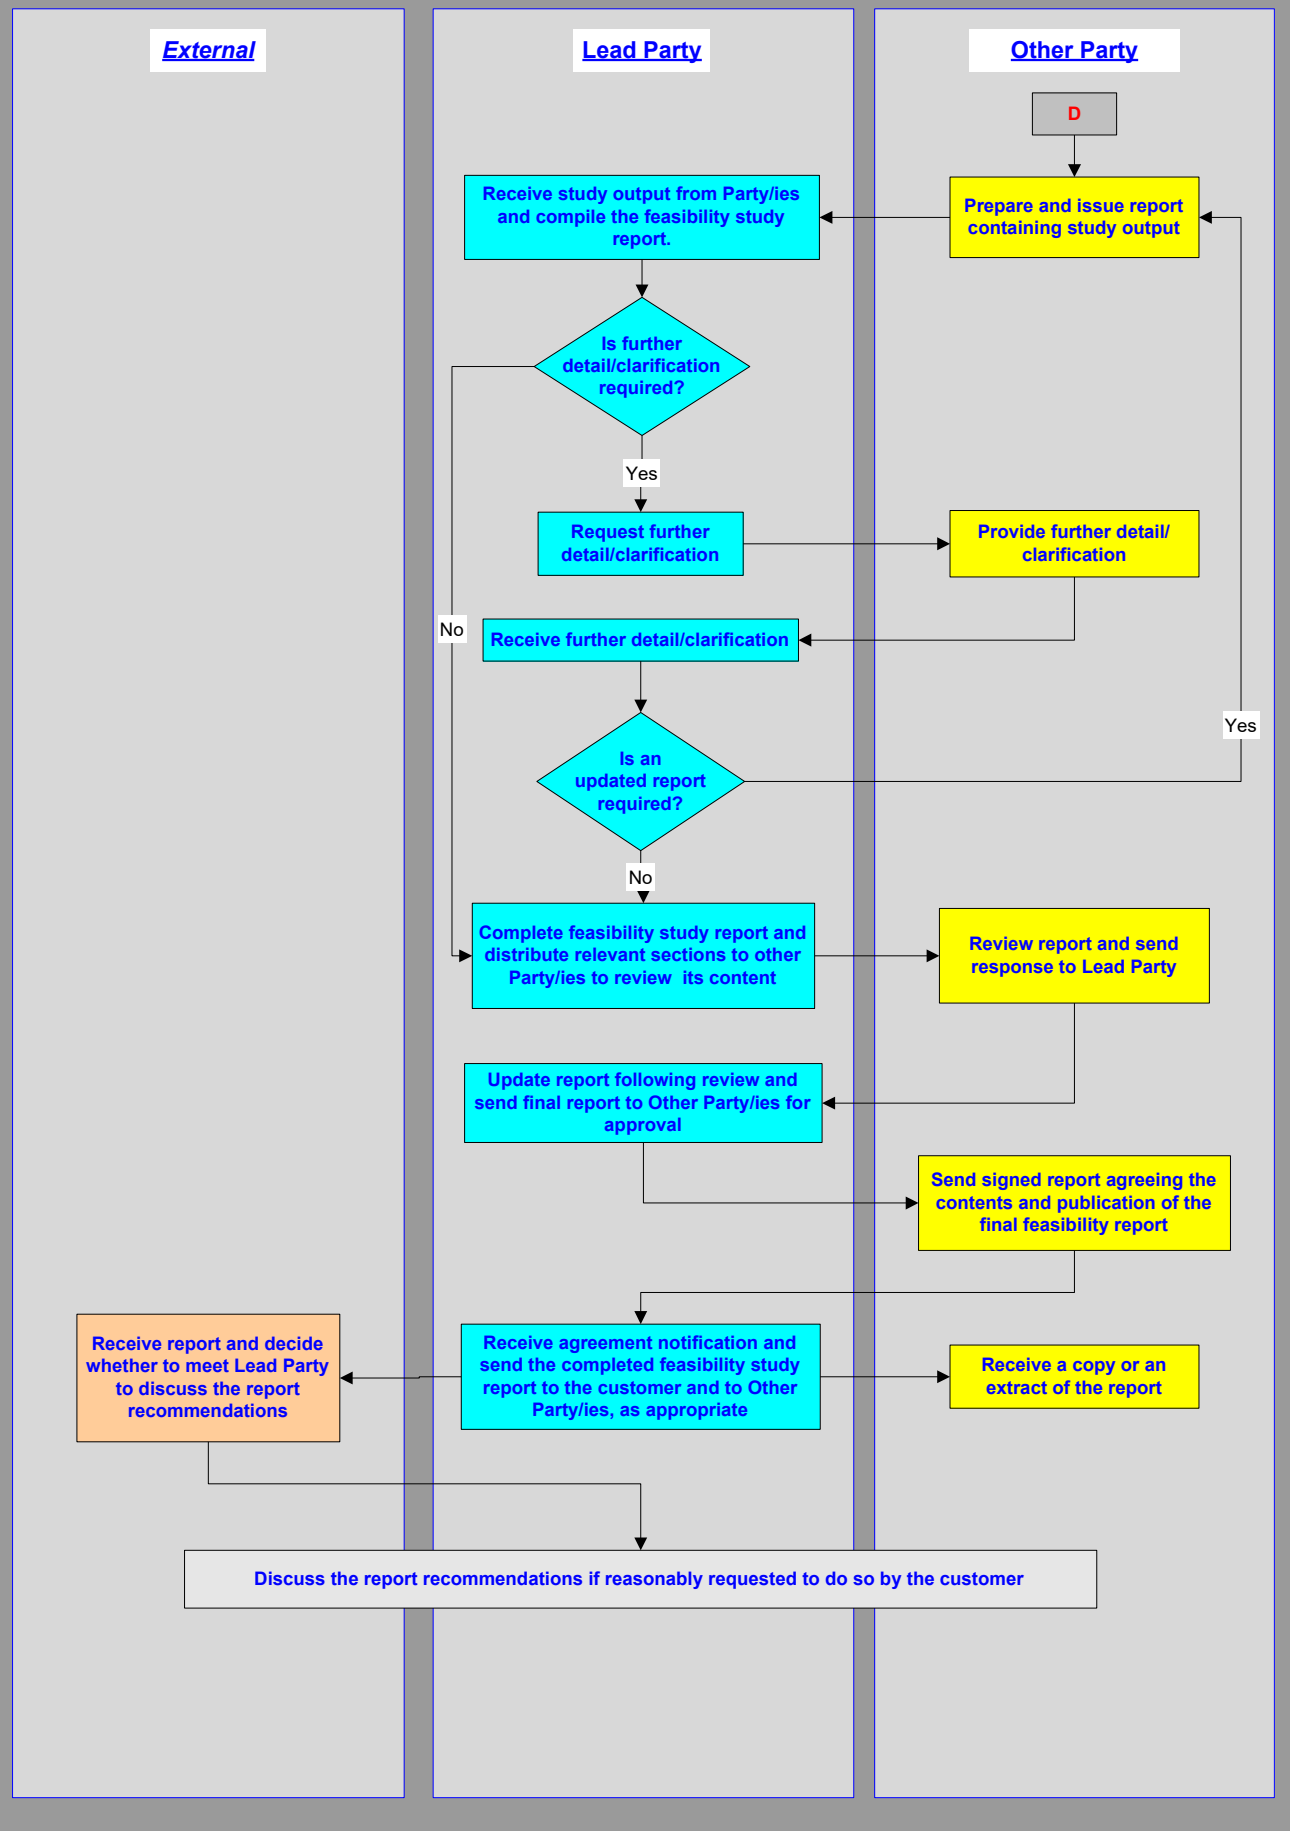 External
Lead Party
Other Party
D
Receive study output from Party/ies
and compile the feasibility study
report.
Prepare and issue report
containing study output
Is further
detail/clarification
required?
Yes
Request further
detail/clarification
Provide further detail/
clarification
No
Receive further detail/clarification
Yes
Is an
updated report
required?
No
Complete feasibility study report and
distribute relevant sections to other
Party/ies to review its content
Review report and send
response to Lead Party
Update report following review and
send final report to Other Party/ies for
approval
Send signed report agreeing the
contents and publication of the
final feasibility report
Receive report and decide
whether to meet Lead Party
to discuss the report
recommendations
Receive agreement notification and
send the completed feasibility study
report to the customer and to Other
Party/ies, as appropriate
Receive a copy or an
extract of the report
Discuss the report recommendations if reasonably requested to do so by the customer